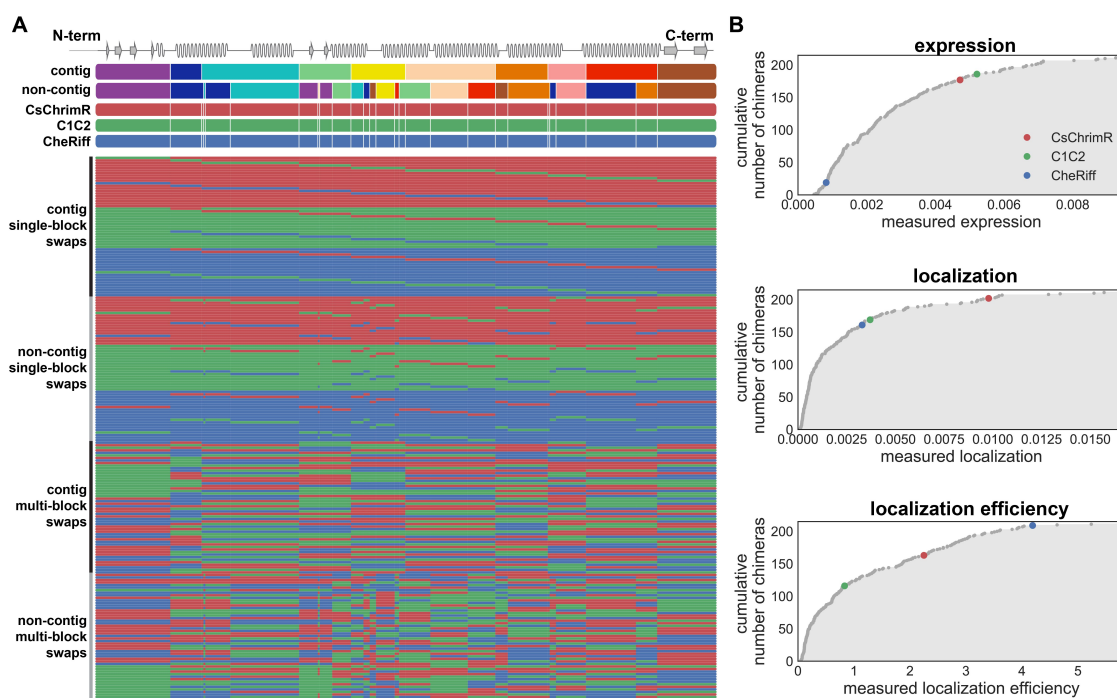 A
N-term
C-term
contig
non-contig
CsChrimR
C1C2
CheRiff
contig
single-block
swaps
non-contig
single-block
swaps
contig
multi-block
swaps
non-contig
multi-block
swaps
B
expression
cumulative
number of chimeras
200
150
100
50
0
CsChrimR
C1C2
CheRiff
0.000
0.002
0.004
0.006
0.008
measured expression
localization
cumulative
number of chimeras
200
150
100
50
0
0.0000
0.0025
0.0050
0.0075
0.0100
0.0125
0.0150
measured localization
localization efficiency
cumulative
number of chimeras
200
150
100
50
0
0
1
2
3
4
5
measured localization efficiency